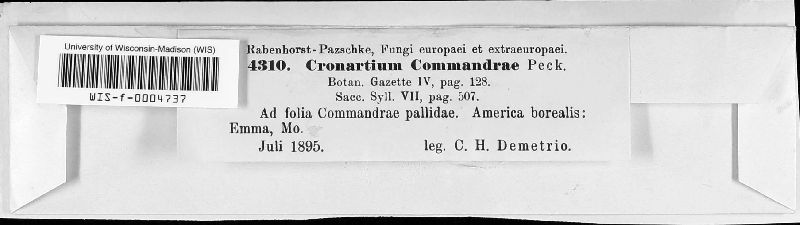 University of Wisconsin-Madison (WIS)
WIS-f-0004737
Rabenhorst-Pazschke, Fungi europaei et extraeuropaei.
4310. Cronartium Commandrae Peck.
Botan. Gazette IV, pag. 128.
Sacc. Syll. VII, pag. 507.
Ad folia Commandrae pallidae. America borealis:
Emma, Mo.
Juli 1895. leg. C. H. Demetrio.